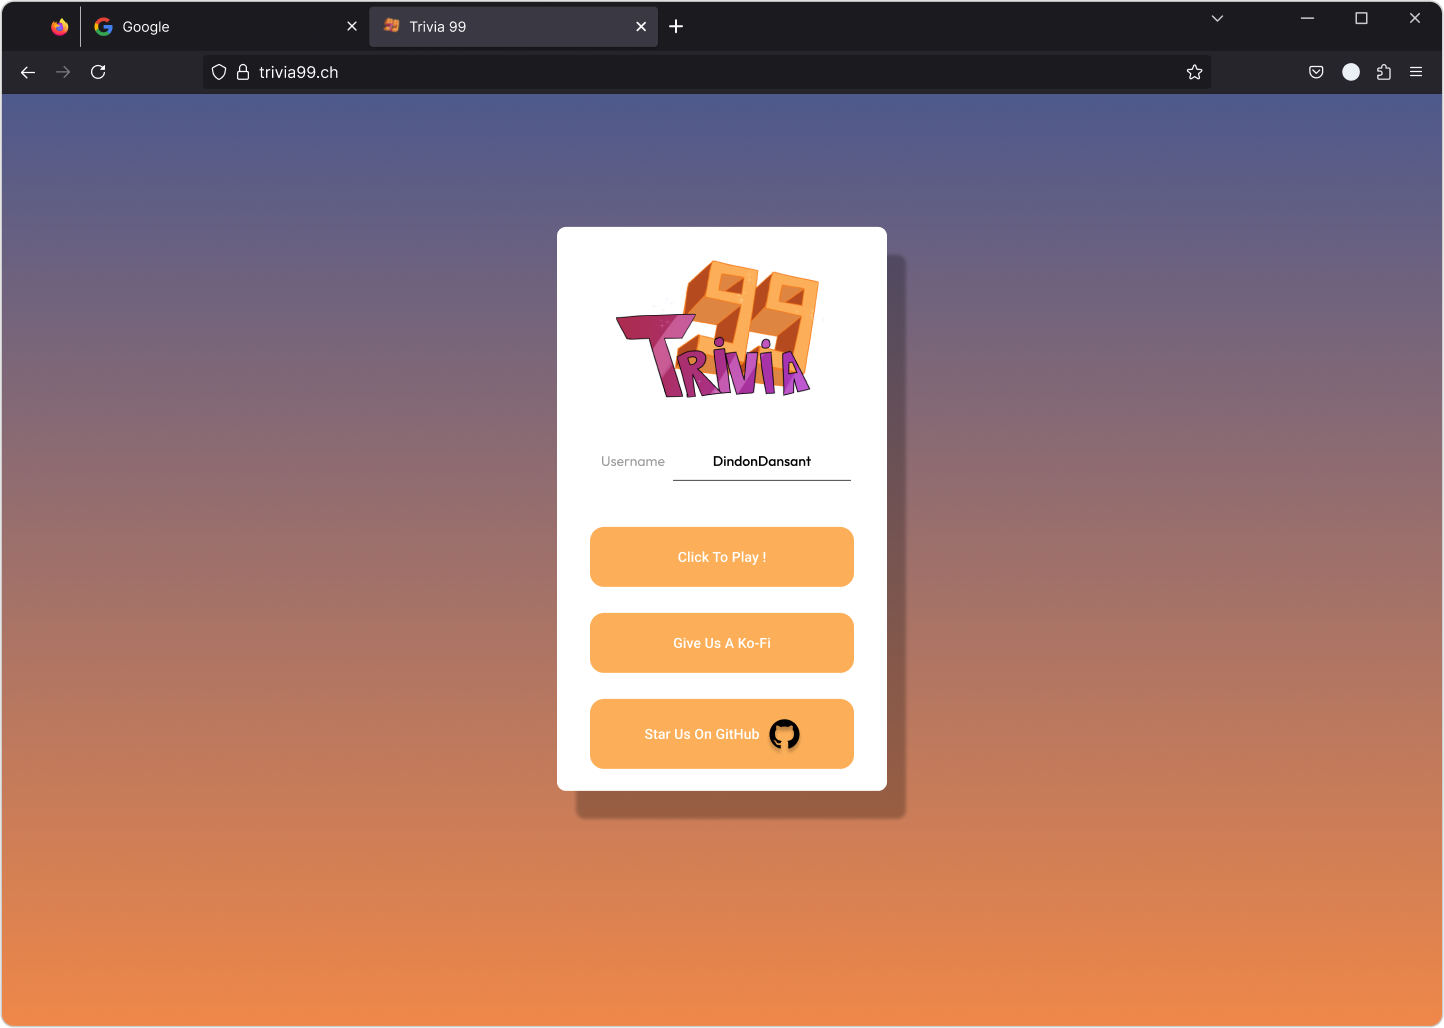 Google
Trivia 99
trivia99.ch
99
TRiViA
Username DindonDansant
Click To Play !
Give Us A Ko-Fi
Star Us On GitHub